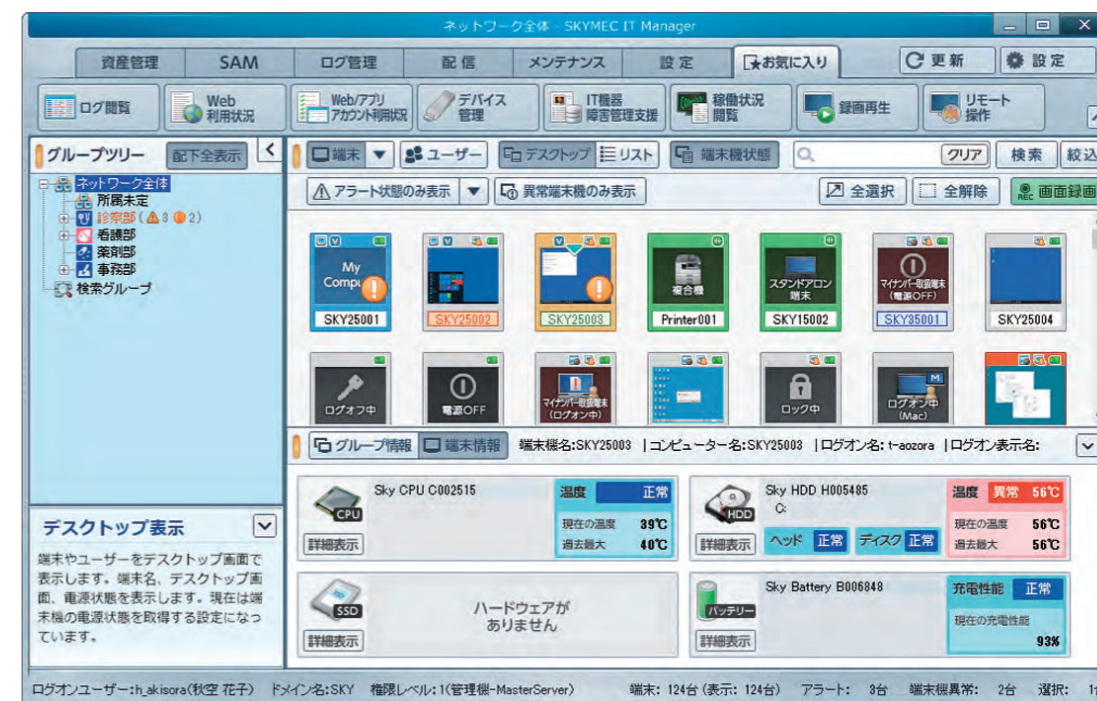 ネットワーク全体 - SKYMEC IT Manager
資産管理 SAM ログ管理 配信 メンテナンス 設定 お気に入り 更新 設定
ログ閲覧 Web利用状況 Web/アプリアカウント利用状況 デバイス管理 IT機器障害管理支援 稼働状況閲覧 録画再生 リモート操作
グループツリー 配下全表示
端末 ユーザー デスクトップ リスト 端末機状態 クリア 検索 絞込
アラート状態のみ表示 異常端末機のみ表示 全選択 全解除 REC 画面録画
ネットワーク全体
所属未定
診察部(3 2)
看護部
薬剤部
事務部
検索グループ
My
Compu
複合機
スタンドアロン
端末
マイナンバー取扱端末
(電源OFF)
SKY25001 SKY25002 SKY25003 Printer001 SKY15002 SKY35001 SKY25004
ログオフ中
電源OFF
マイナンバー取扱端末
(ログオン中)
ロック中
M
ログオン中
(Mac)
グループ情報 端末情報 端末機名:SKY25003 |コンピューター名:SKY25003 |ログオン名: t-aozora |ログオン表示名:
CPU
Sky CPU C002515
詳細表示
温度 正常
現在の温度 39℃
過去最大 40℃
HDD
Sky HDD H005485
C:
詳細表示
ヘッド 正常 ディスク 正常
温度 異常 56℃
現在の温度 56℃
過去最大 56℃
SSD
詳細表示
ハードウェアが
ありません
バッテリー
Sky Battery B006848
詳細表示
充電性能 正常
現在の充電性能
93%
デスクトップ表示
端末やユーザーをデスクトップ画面で
表示します。端末名、デスクトップ画
面、電源状態を表示します。現在は端
末機の電源状態を取得する設定になっ
ています。
ログオンユーザー:h_akisora(秋空 花子) ドメイン名:SKY 権限レベル:1(管理機-MasterServer) 端末: 124台 (表示: 124台) アラート: 3台 端末機異常: 2台 選択: